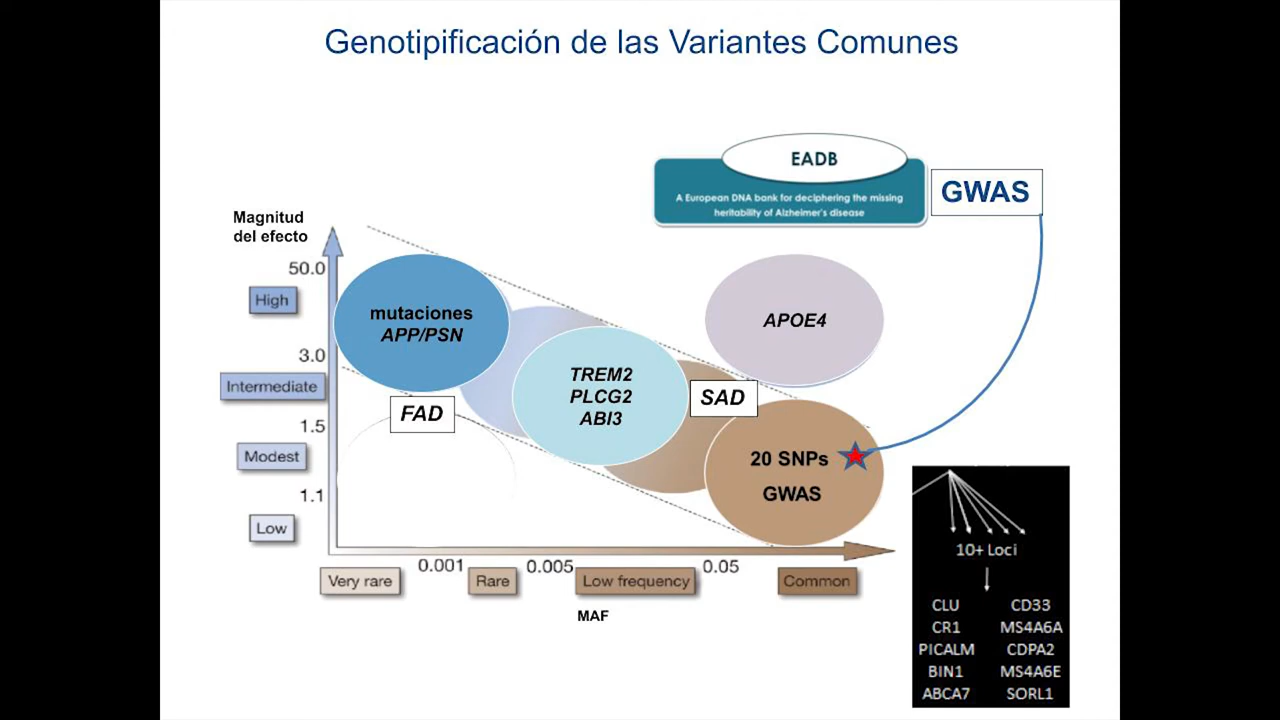 Genotipificación de las Variantes Comunes
EADB
A European DNA bank for deciphering the missing
heritability of Alzheimer's disease
GWAS
Magnitud
del efecto
50.0
High
3.0
Intermediate
1.5
Modest
1.1
Low
mutaciones
APP/PSN
FAD
TREM2
PLCG2
ABI3
SAD
APOE4
20 SNPs
GWAS
0.001
0.005
0.05
Very rare
Rare
Low frequency
Common
MAF
10+ Loci
CLU CD33
CR1 MS4A6A
PICALM CDPA2
BIN1 MS4A6E
ABCA7 SORL1